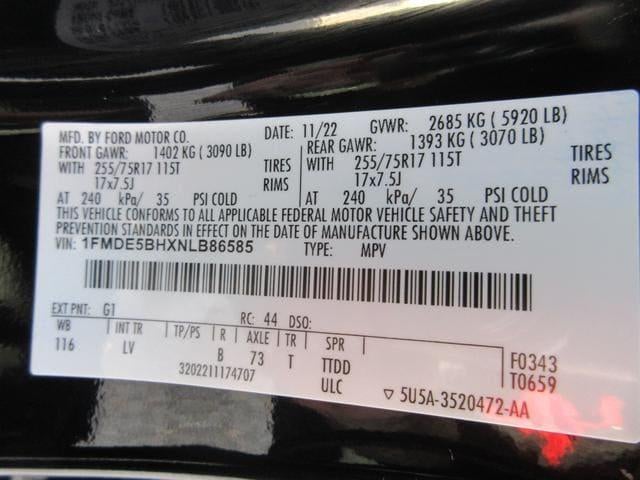 MFD. BY FORD MOTOR CO. DATE: 11/22 GVWR: 2685 KG ( 5920 LB)
FRONT GAWR: 1402 KG ( 3090 LB) REAR GAWR: 1393 KG ( 3070 LB)
WITH 255/75R17 115T TIRES WITH 255/75R17 115T TIRES
17x7.5J RIMS 17x7.5J RIMS
AT 240 kPa/ 35 PSI COLD AT 240 kPa/ 35 PSI COLD
THIS VEHICLE CONFORMS TO ALL APPLICABLE FEDERAL MOTOR VEHICLE SAFETY AND THEFT
PREVENTION STANDARDS IN EFFECT ON THE DATE OF MANUFACTURE SHOWN ABOVE.
VIN: 1FMDE5BHXNLB86585 TYPE: MPV
EXT PNT: G1 RC: 44 DSO:
WB INT TR TP/PS R AXLE TR SPR
116 LV B 73 T TTDD F0343
3202211174707 ULC T0659
▽ 5U5A-3520472-AA